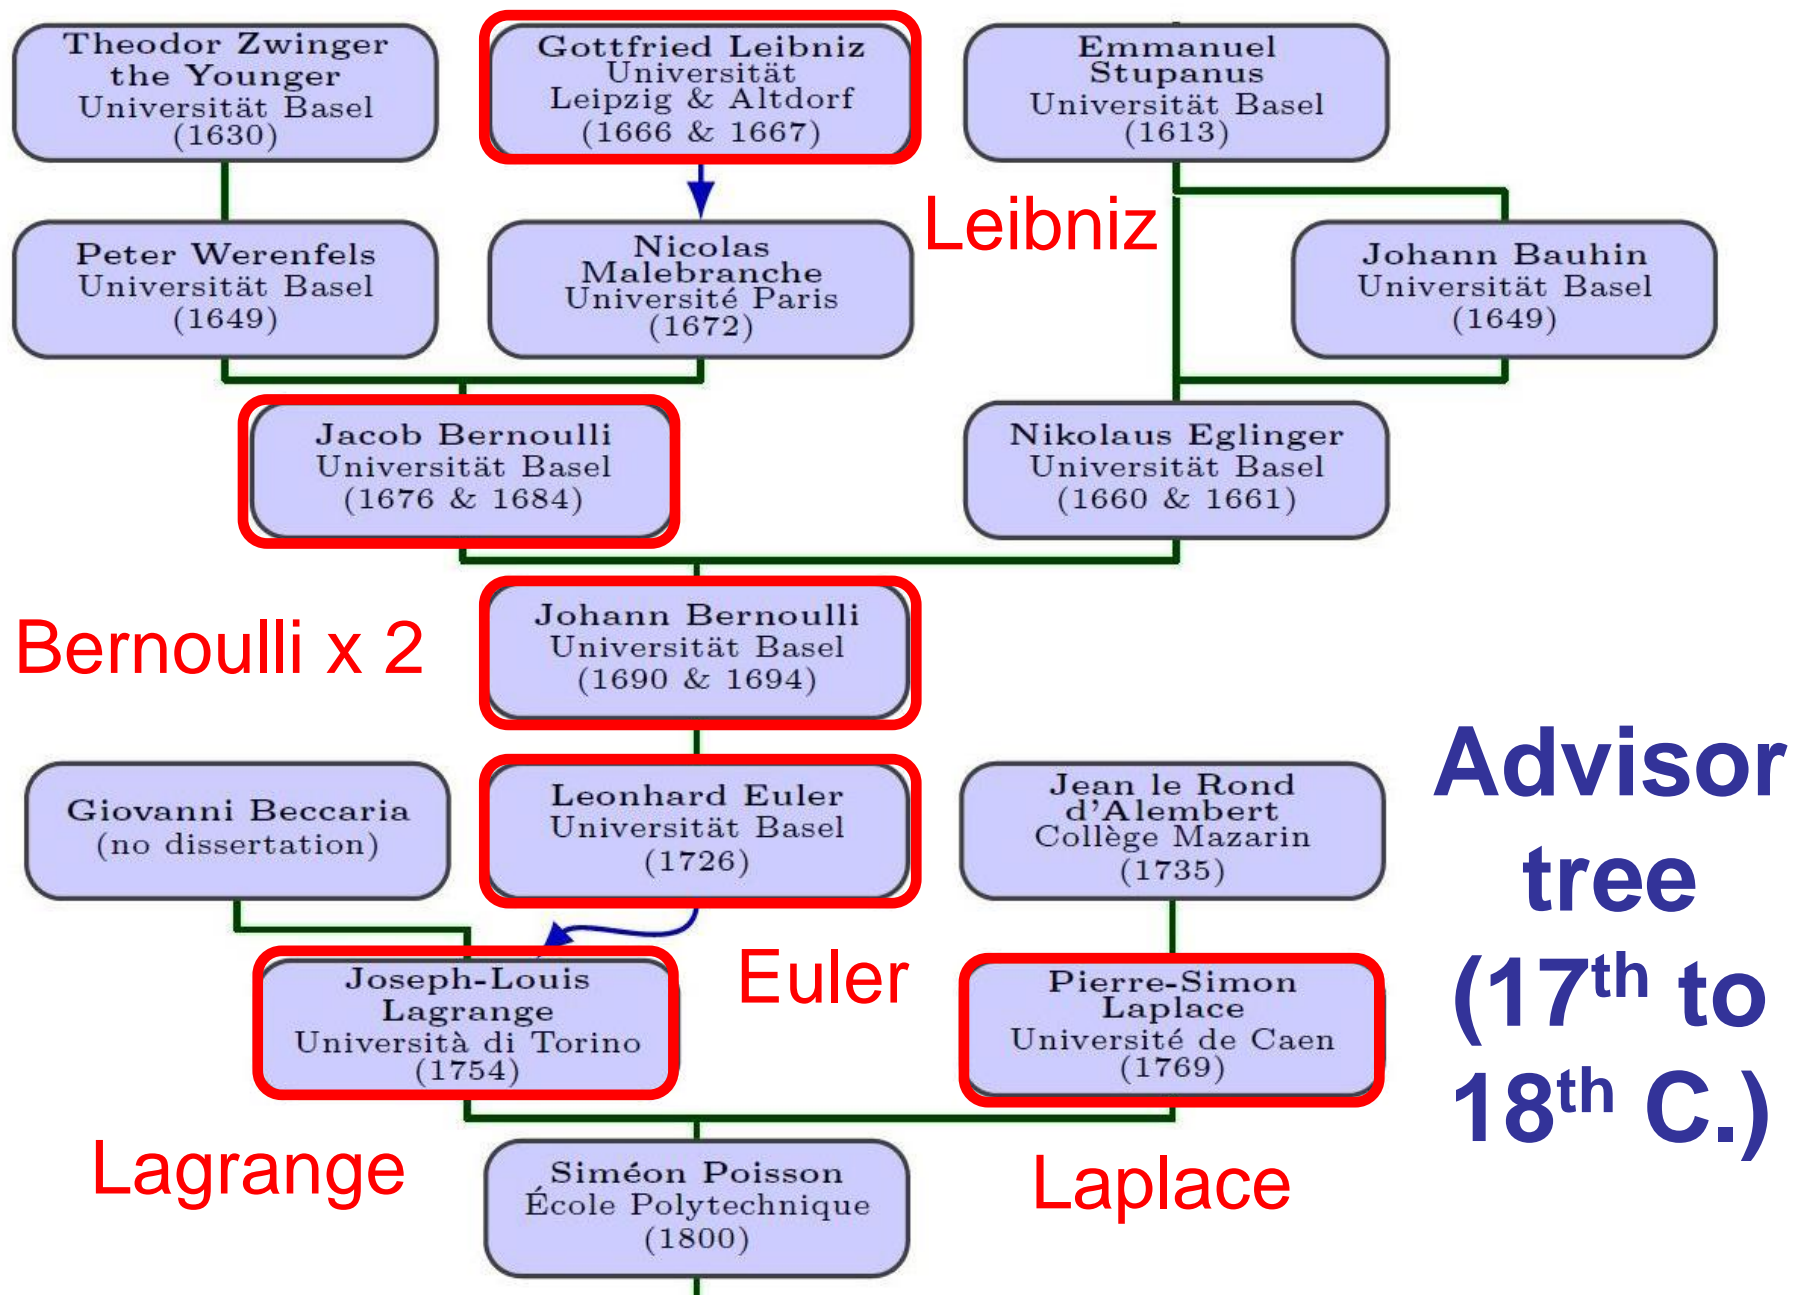 Theodor Zwinger
the Younger
Universität Basel
(1630)
Gottfried Leibniz
Universität
Leipzig & Altdorf
(1666 & 1667)
Emmanuel
Stupanus
Universität Basel
(1613)
Leibniz
Peter Werenfels
Universität Basel
(1649)
Nicolas
Malebranche
Université Paris
(1672)
Johann Bauhin
Universität Basel
(1649)
Jacob Bernoulli
Universität Basel
(1676 & 1684)
Nikolaus Eglinger
Universität Basel
(1660 & 1661)
Bernoulli x 2
Johann Bernoulli
Universität Basel
(1690 & 1694)
Giovanni Beccaria
(no dissertation)
Leonhard Euler
Universität Basel
(1726)
Jean le Rond
d'Alembert
Collège Mazarin
(1735)
Advisor
tree
(17th to
18th C.)
Euler
Joseph-Louis
Lagrange
Università di Torino
(1754)
Pierre-Simon
Laplace
Université de Caen
(1769)
Lagrange
Siméon Poisson
École Polytechnique
(1800)
Laplace